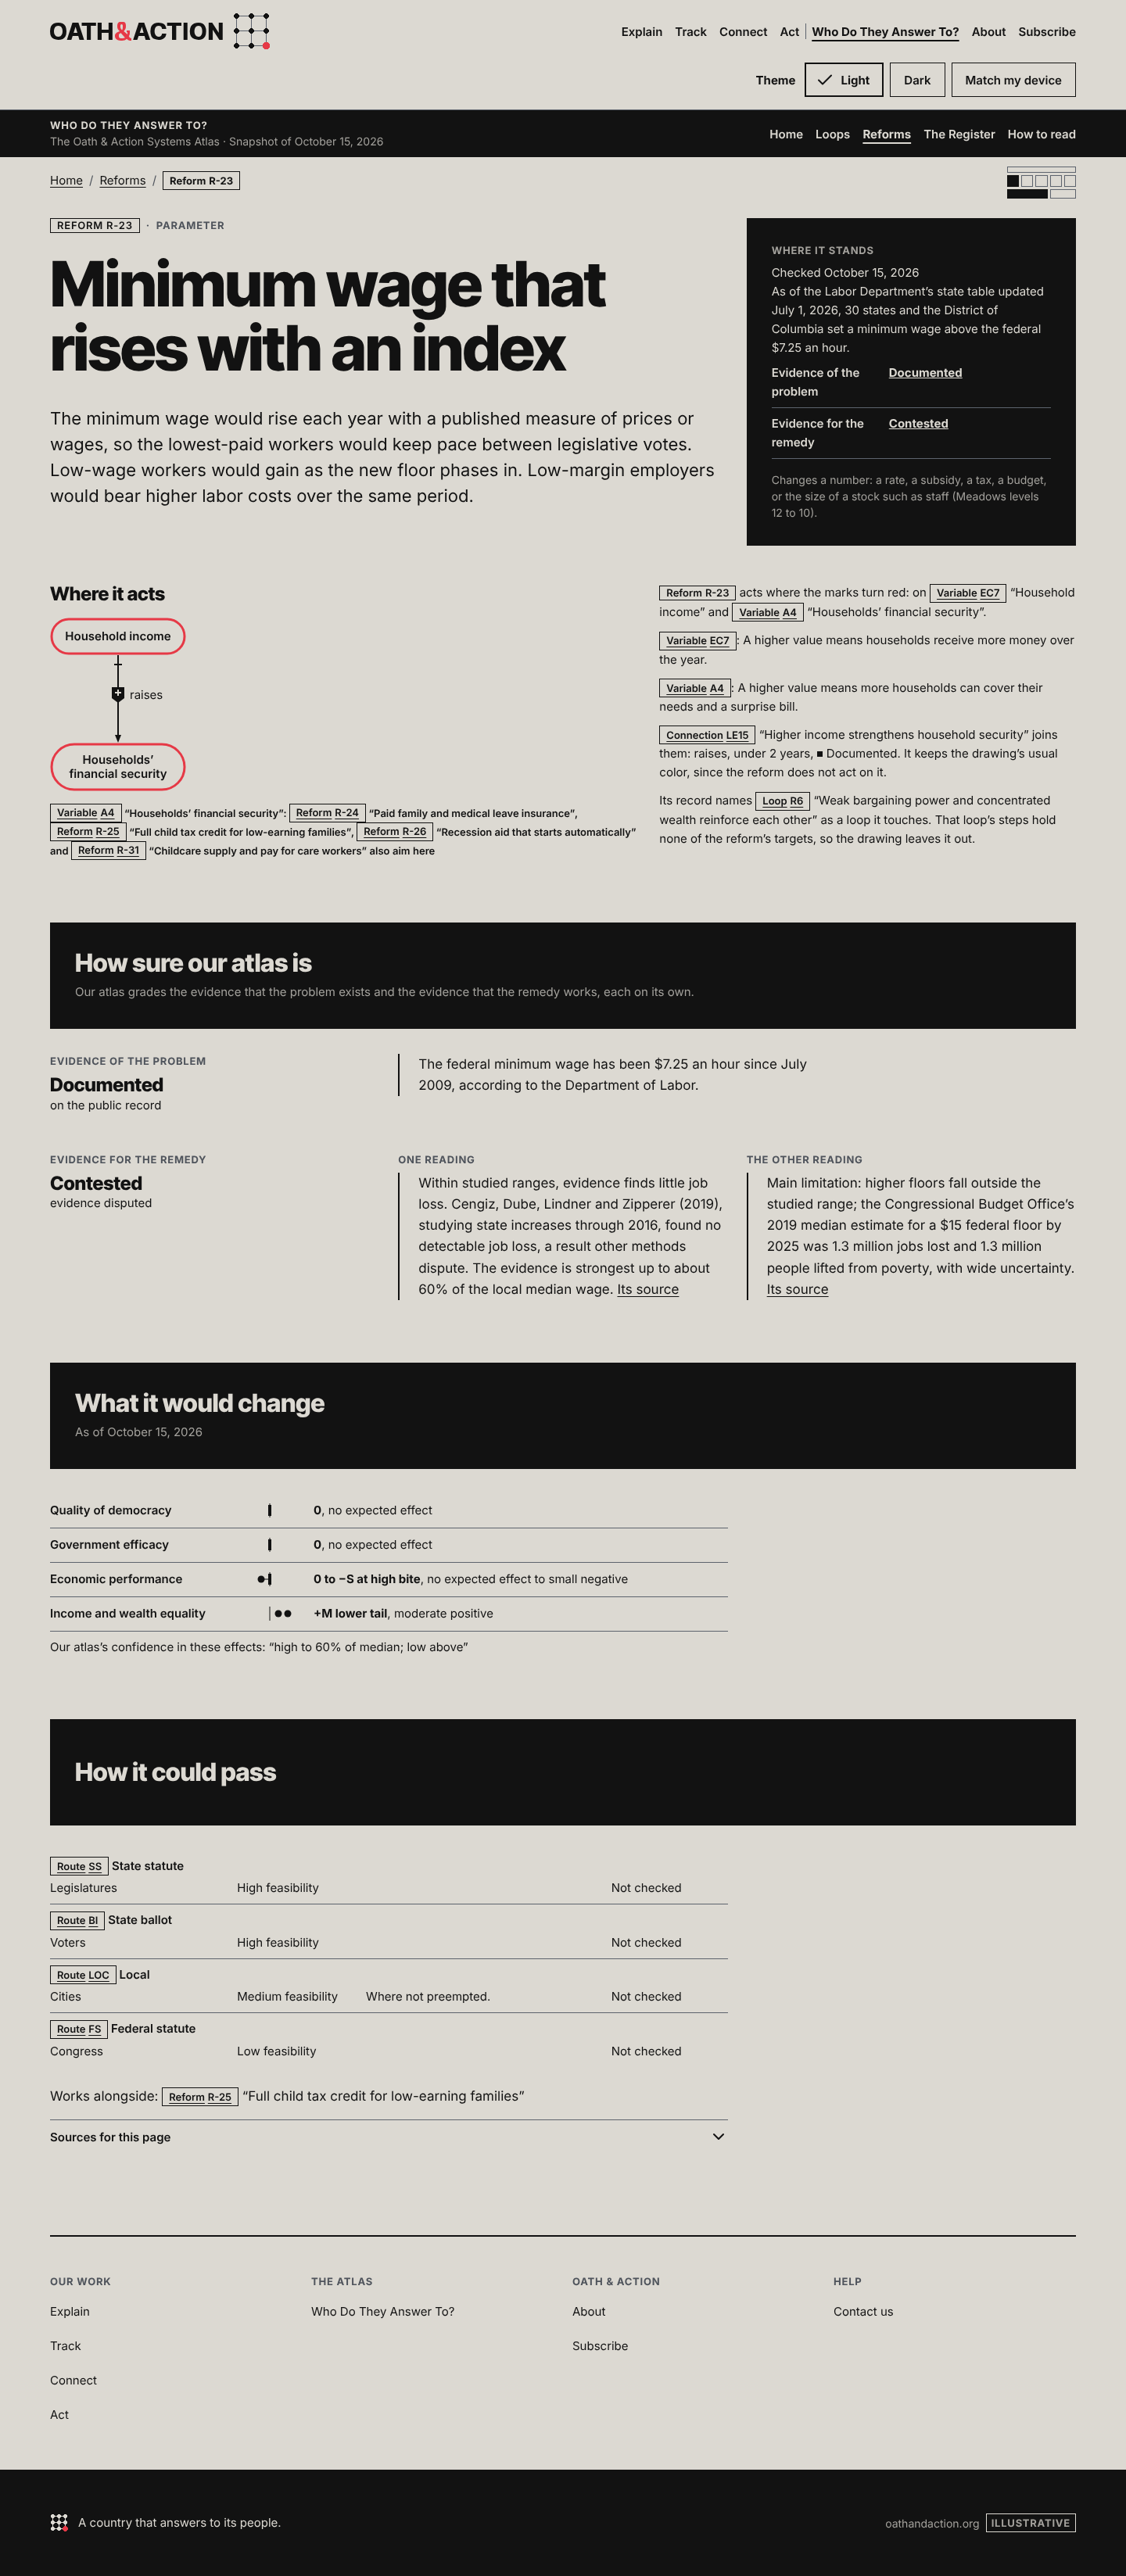 OATH&ACTION
Explain Track Connect Act Who Do They Answer To? About Subscribe
Theme Light Dark Match my device
WHO DO THEY ANSWER TO?
The Oath & Action Systems Atlas · Snapshot of October 15, 2026
Home Loops Reforms The Register How to read
Home / Reforms / Reform R-23
REFORM R-23 · PARAMETER
Minimum wage that
rises with an index
The minimum wage would rise each year with a published measure of prices or
wages, so the lowest-paid workers would keep pace between legislative votes.
Low-wage workers would gain as the new floor phases in. Low-margin employers
would bear higher labor costs over the same period.
WHERE IT STANDS
Checked October 15, 2026
As of the Labor Department’s state table updated
July 1, 2026, 30 states and the District of
Columbia set a minimum wage above the federal
$7.25 an hour.
Evidence of the
problem
Documented
Evidence for the
remedy
Contested
Changes a number: a rate, a subsidy, a tax, a budget,
or the size of a stock such as staff (Meadows levels
12 to 10).
Where it acts
Household income
raises
Households’
financial security
Variable A4 “Households’ financial security”: Reform R-24 “Paid family and medical leave insurance”,
Reform R-25 “Full child tax credit for low-earning families”, Reform R-26 “Recession aid that starts automatically”
and Reform R-31 “Childcare supply and pay for care workers” also aim here
Reform R-23 acts where the marks turn red: on Variable EC7 “Household
income” and Variable A4 “Households’ financial security”.
Variable EC7: A higher value means households receive more money over
the year.
Variable A4: A higher value means more households can cover their
needs and a surprise bill.
Connection LE15 “Higher income strengthens household security” joins
them: raises, under 2 years, ■ Documented. It keeps the drawing’s usual
color, since the reform does not act on it.
Its record names Loop R6 “Weak bargaining power and concentrated
wealth reinforce each other” as a loop it touches. That loop’s steps hold
none of the reform’s targets, so the drawing leaves it out.
How sure our atlas is
Our atlas grades the evidence that the problem exists and the evidence that the remedy works, each on its own.
EVIDENCE OF THE PROBLEM
Documented
on the public record
The federal minimum wage has been $7.25 an hour since July
2009, according to the Department of Labor.
EVIDENCE FOR THE REMEDY
Contested
evidence disputed
ONE READING
Within studied ranges, evidence finds little job
loss. Cengiz, Dube, Lindner and Zipperer (2019),
studying state increases through 2016, found no
detectable job loss, a result other methods
dispute. The evidence is strongest up to about
60% of the local median wage. Its source
THE OTHER READING
Main limitation: higher floors fall outside the
studied range; the Congressional Budget Office’s
2019 median estimate for a $15 federal floor by
2025 was 1.3 million jobs lost and 1.3 million
people lifted from poverty, with wide uncertainty.
Its source
What it would change
As of October 15, 2026
Quality of democracy 0, no expected effect
Government efficacy 0, no expected effect
Economic performance 0 to −S at high bite, no expected effect to small negative
Income and wealth equality +M lower tail, moderate positive
Our atlas’s confidence in these effects: “high to 60% of median; low above”
How it could pass
Route SS State statute
Legislatures High feasibility Not checked
Route BI State ballot
Voters High feasibility Not checked
Route LOC Local
Cities Medium feasibility Where not preempted. Not checked
Route FS Federal statute
Congress Low feasibility Not checked
Works alongside: Reform R-25 “Full child tax credit for low-earning families”
Sources for this page
OUR WORK
Explain
Track
Connect
Act
THE ATLAS
Who Do They Answer To?
OATH & ACTION
About
Subscribe
HELP
Contact us
A country that answers to its people.
oathandaction.org ILLUSTRATIVE